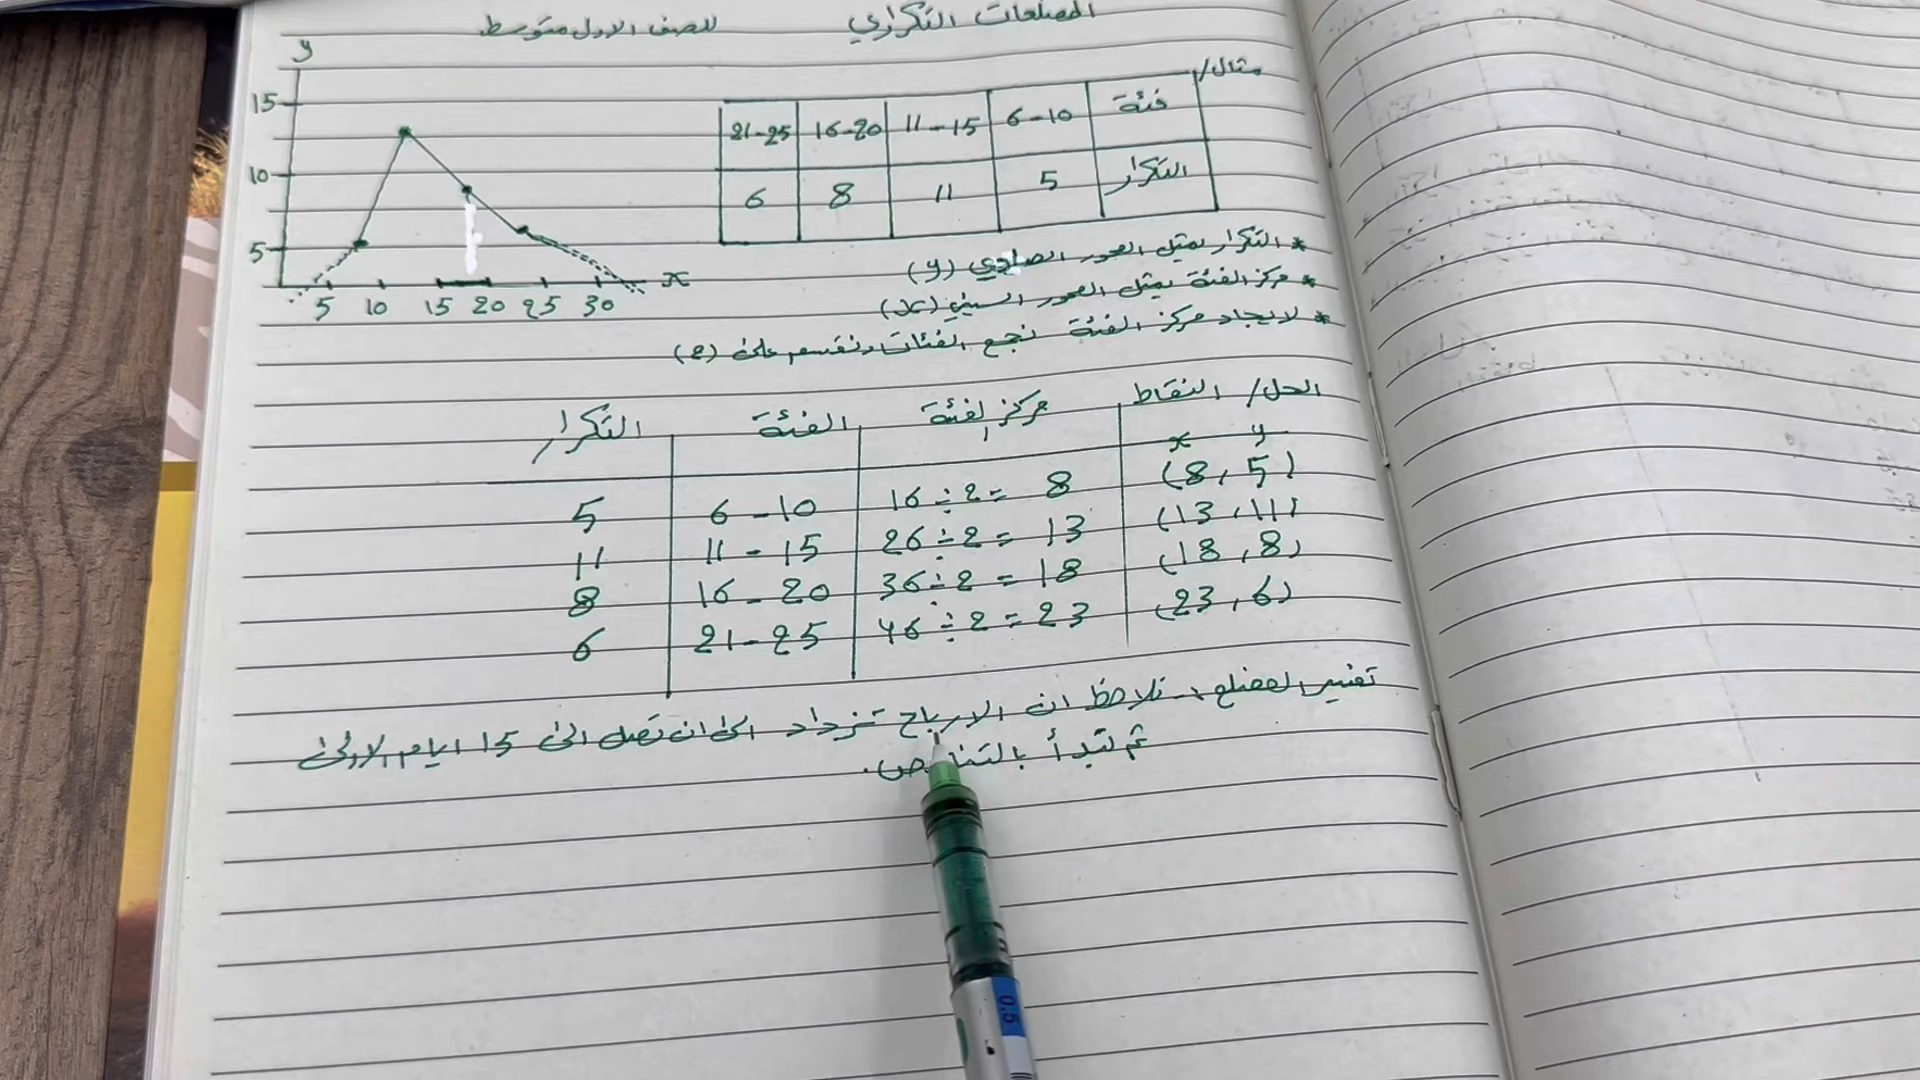 المضلعات التكراري للصف الاول متوسط
مثال/
فئة 6-10 11-15 16-20 21-25
التكرار 5 11 8 6
y
15
10
5
5 10 15 20 25 30 x
* التكرار يمثل المحور الصادي (y)
* مركز الفئة يمثل المحور السيني (x)
* لايجاد مركز الفئة نجمع الفئات ونقسم على (2)
الحل/ النقاط مركز الفئة الفئة التكرار
x y
(8, 5) 16÷2= 8 6-10 5
(13, 11) 26÷2= 13 11-15 11
(18, 8) 36÷2= 18 16-20 8
(23, 6) 46÷2= 23 21-25 6
تفسير المضلع :- نلاحظ ان الارباح تزداد الى ان تصل الى 15 ايام الاولى
ثم تبدأ
0.5